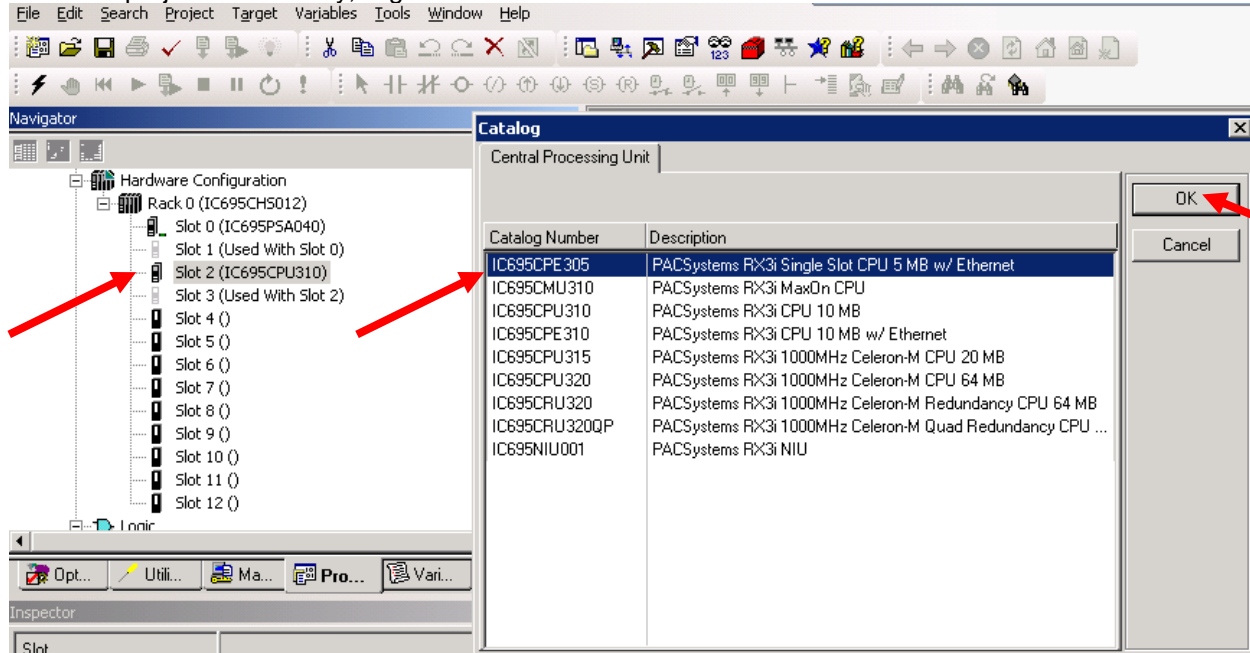 File Edit Search Project Target Variables Tools Window Help
123
Navigator
Hardware Configuration
Rack 0 (IC695CHS012)
Slot 0 (IC695PSA040)
Slot 1 (Used With Slot 0)
Slot 2 (IC695CPU310)
Slot 3 (Used With Slot 2)
Slot 4 ()
Slot 5 ()
Slot 6 ()
Slot 7 ()
Slot 8 ()
Slot 9 ()
Slot 10 ()
Slot 11 ()
Slot 12 ()
Logic
Opt... Utili... Ma... Pro... Vari...
Inspector
Slot
Catalog
Central Processing Unit
Catalog Number Description
IC695CPE305 PACSystems RX3i Single Slot CPU 5 MB w/ Ethernet
IC695CMU310 PACSystems RX3i MaxOn CPU
IC695CPU310 PACSystems RX3i CPU 10 MB
IC695CPE310 PACSystems RX3i CPU 10 MB w/ Ethernet
IC695CPU315 PACSystems RX3i 1000MHz Celeron-M CPU 20 MB
IC695CPU320 PACSystems RX3i 1000MHz Celeron-M CPU 64 MB
IC695CRU320 PACSystems RX3i 1000MHz Celeron-M Redundancy CPU 64 MB
IC695CRU320QP PACSystems RX3i 1000MHz Celeron-M Quad Redundancy CPU ...
IC695NIU001 PACSystems RX3i NIU
OK
Cancel